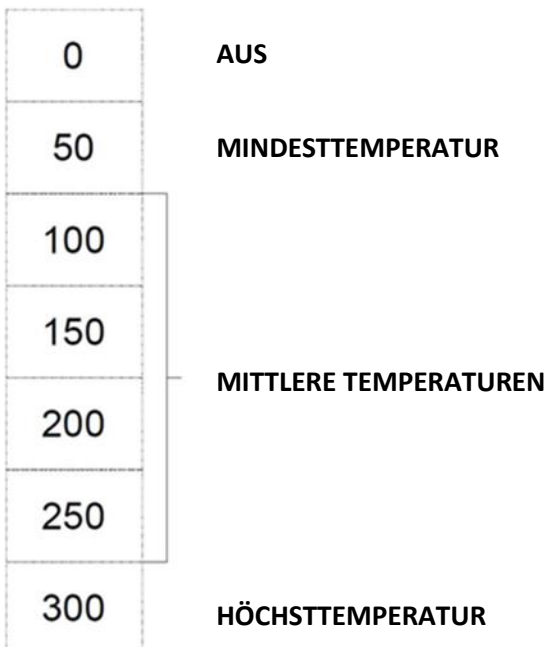 0 AUS
50 MINDESTTEMPERATUR
100
150
MITTLERE TEMPERATUREN
200
250
300 HÖCHSTTEMPERATUR